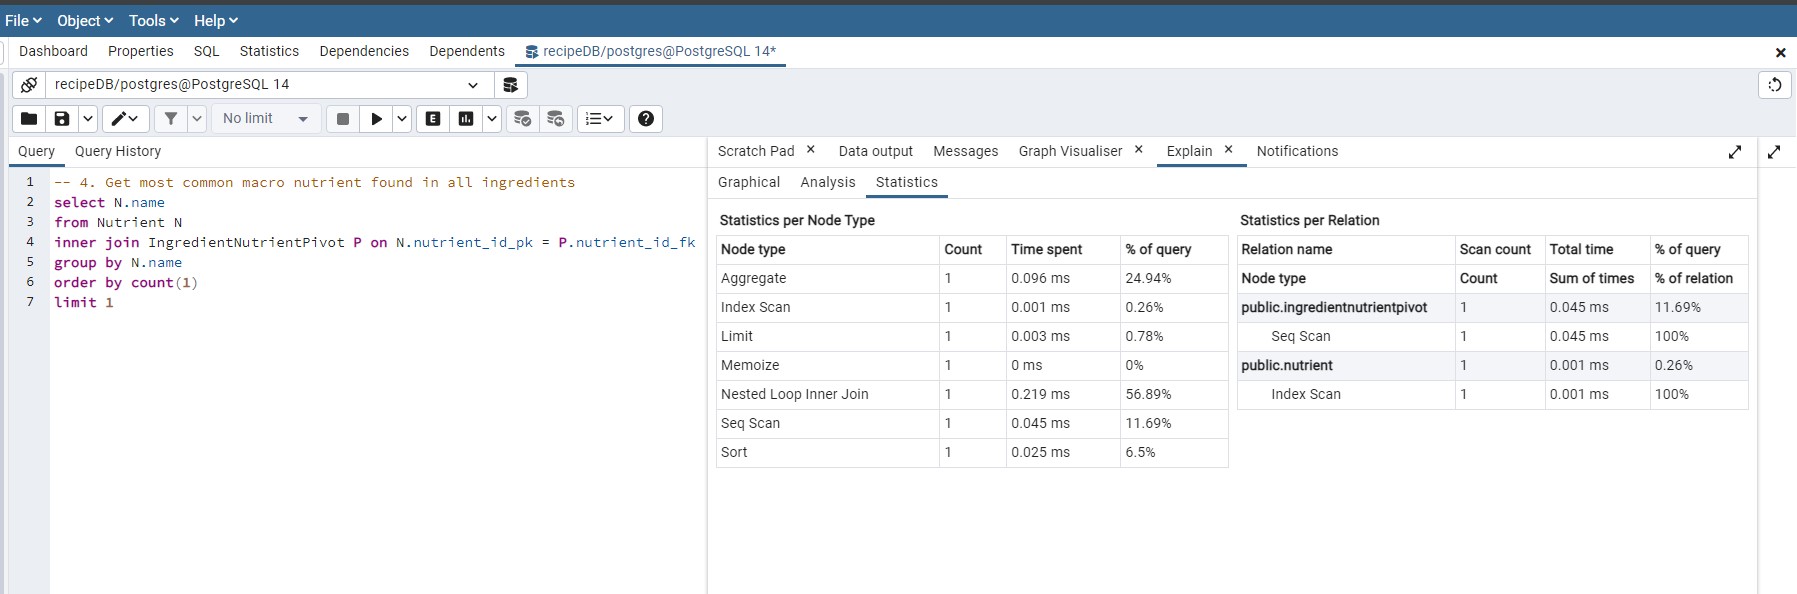 File Object Tools Help
Dashboard Properties SQL Statistics Dependencies Dependents recipeDB/postgres@PostgreSQL 14*
recipeDB/postgres@PostgreSQL 14
No limit E
Query Query History
1 -- 4. Get most common macro nutrient found in all ingredients
2 select N.name
3 from Nutrient N
4 inner join IngredientNutrientPivot P on N.nutrient_id_pk = P.nutrient_id_fk
5 group by N.name
6 order by count(1)
7 limit 1
Scratch Pad Data output Messages Graph Visualiser Explain Notifications
Graphical Analysis Statistics
Statistics per Node Type
Node type Count Time spent % of query
Aggregate 1 0.096 ms 24.94%
Index Scan 1 0.001 ms 0.26%
Limit 1 0.003 ms 0.78%
Memoize 1 0 ms 0%
Nested Loop Inner Join 1 0.219 ms 56.89%
Seq Scan 1 0.045 ms 11.69%
Sort 1 0.025 ms 6.5%
Statistics per Relation
Relation name Scan count Total time % of query
Node type Count Sum of times % of relation
public.ingredientnutrientpivot 1 0.045 ms 11.69%
Seq Scan 1 0.045 ms 100%
public.nutrient 1 0.001 ms 0.26%
Index Scan 1 0.001 ms 100%